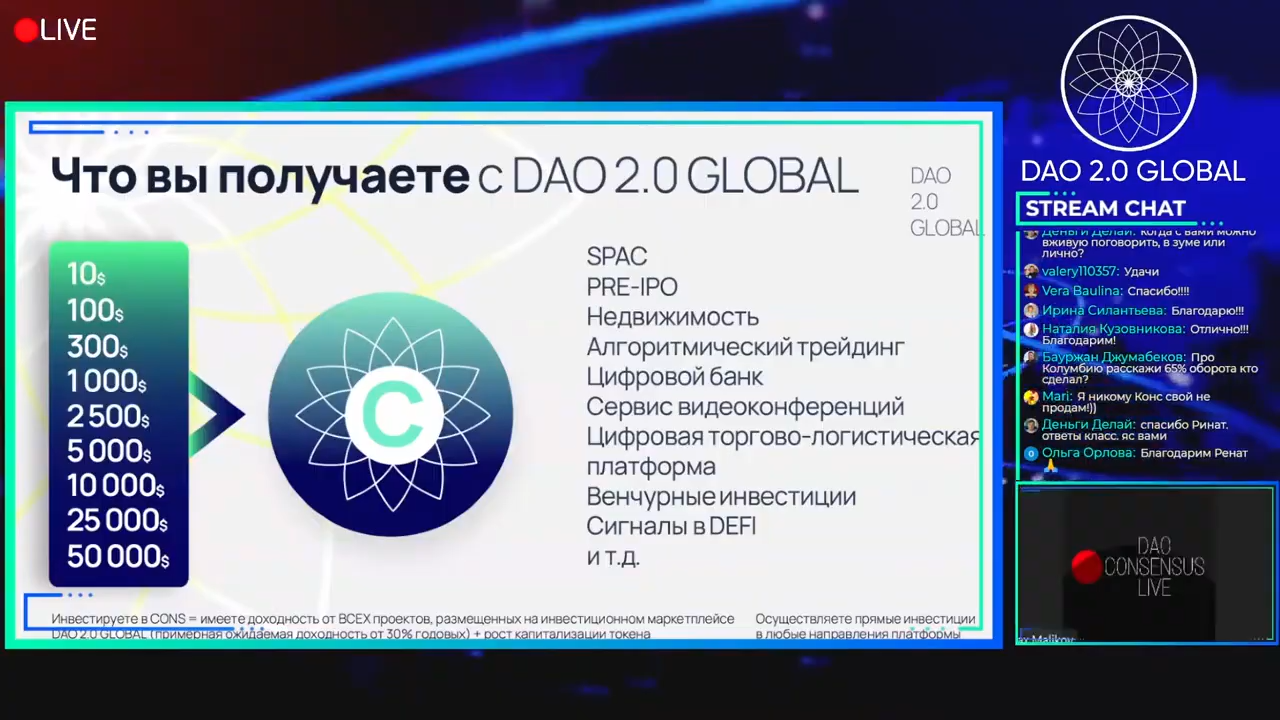 LIVE
Что вы получаете с DAO 2.0 GLOBAL
DAO
2.0
GLOBAL
10$
100$
300$
1 000$
2 500$
5 000$
10 000$
25 000$
50 000$
C
SPAC
PRE-IPO
Недвижимость
Алгоритмический трейдинг
Цифровой банк
Сервис видеоконференций
Цифровая торгово-логистическая
платформа
Венчурные инвестиции
Сигналы в DEFI
и т.д.
Инвестируете в CONS = имеете доходность от ВСЕХ проектов, размещенных на инвестиционном маркетплейсе
DAO 2.0 GLOBAL (примерная ожидаемая доходность от 30% годовых) + рост капитализации токена
Осуществляете прямые инвестиции
в любые направления платформы
DAO 2.0 GLOBAL
STREAM CHAT
Деньги Делай: Когда с вами можно
вживую поговорить, в зуме или
лично?
valery110357: Удачи
Vera Baulina: Спасибо!!!!
Ирина Силантьева: Благодарю!!!
Наталия Кузовникова: Отлично!!!
Благодарим!
Бауржан Джумабеков: Про
Колумбию расскажи 65% оборота кто
сделал?
Mari: Я никому Конс свой не
продам!))
Деньги Делай: спасибо Ринат.
ответы класс. яс вами
О Ольга Орлова: Благодарим Ренат
🙏
DAO
CONSENSUS
LIVE
Malikov